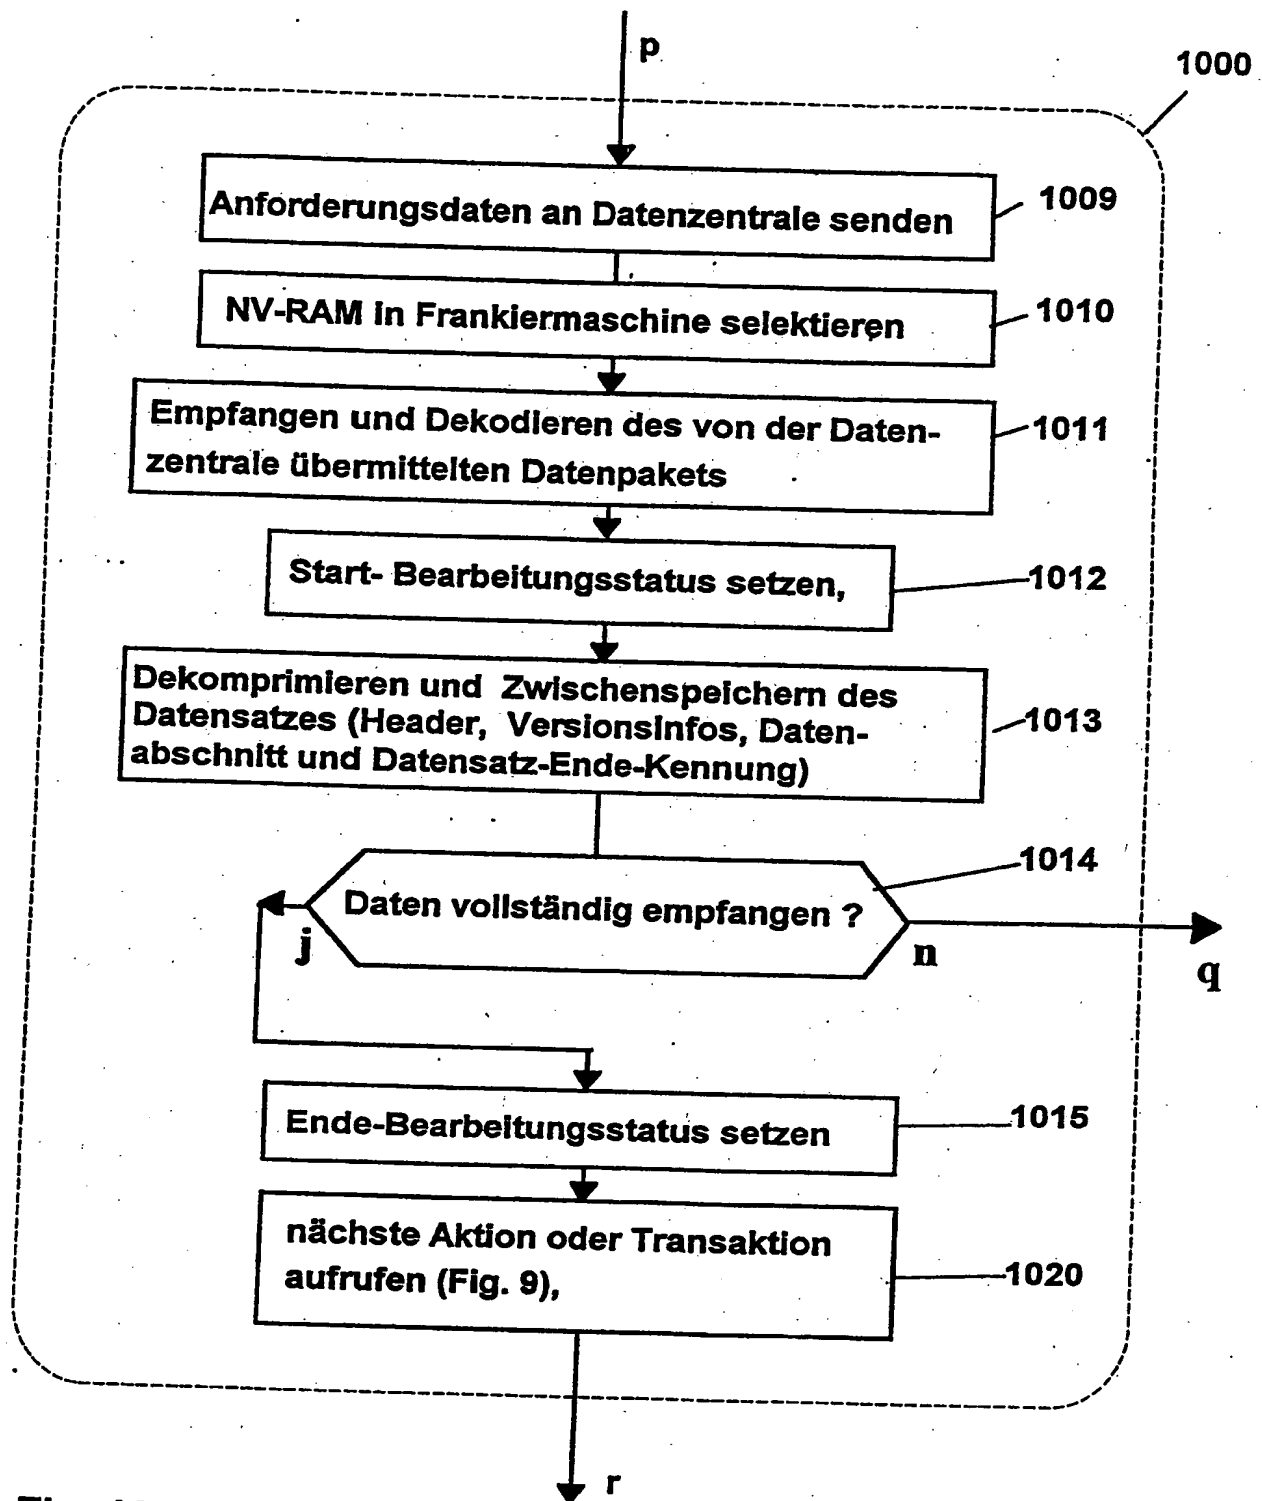 p
1000
Anforderungsdaten an Datenzentrale senden
1009
NV-RAM in Frankiermaschine selektieren
1010
Empfangen und Dekodieren des von der Daten-
zentrale übermittelten Datenpakets
1011
Start- Bearbeitungsstatus setzen,
1012
Dekomprimieren und Zwischenspeichern des
Datensatzes (Header, VersionsInfos, Daten-
abschnitt und Datensatz-Ende-Kennung)
1013
1014
Daten vollständig empfangen ?
j
n
q
Ende-Bearbeitungsstatus setzen
1015
nächste Aktion oder Transaktion
aufrufen (Fig. 9),
1020
r